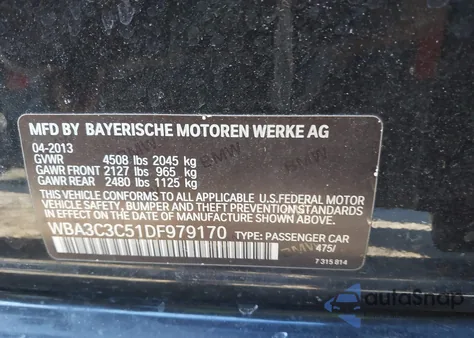 MFD BY BAYERISCHE MOTOREN WERKE AG
04-2013
GVWR 4508 lbs 2045 kg
GAWR FRONT 2127 lbs 965 kg
GAWR REAR 2480 lbs 1125 kg
THIS VEHICLE CONFORMS TO ALL APPLICABLE U.S.FEDERAL MOTOR
VEHICLE SAFETY, BUMPER AND THEFT PREVENTION STANDARDS
IN EFFECT ON THE DATE OF MANUFACTURE SHOWN ABOVE.
WBA3C3C51DF979170 TYPE: PASSENGER CAR
475/
7 315 814
autoSnap